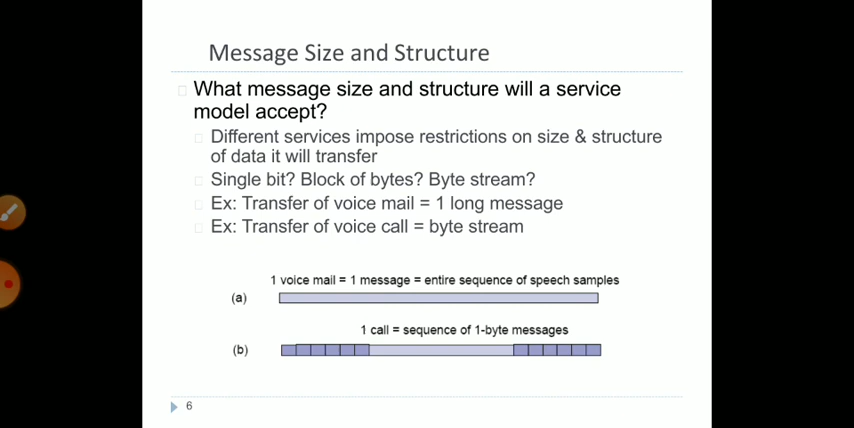 Message Size and Structure
What message size and structure will a service
model accept?
Different services impose restrictions on size & structure
of data it will transfer
Single bit? Block of bytes? Byte stream?
Ex: Transfer of voice mail = 1 long message
Ex: Transfer of voice call = byte stream
1 voice mail = 1 message = entire sequence of speech samples
(a)
1 call = sequence of 1-byte messages
(b)
6